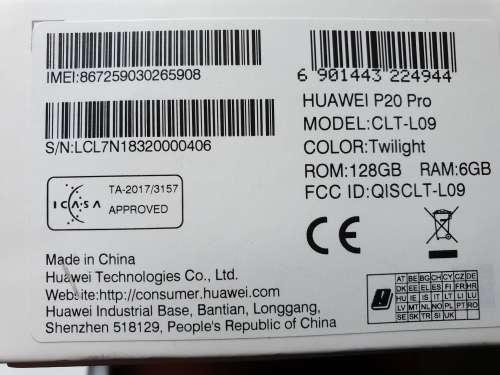 IMEI:867259030265908
S/N:LCL7N18320000406
ICASA
TA-2017/3157
APPROVED
Made in China
Huawei Technologies Co., Ltd.
Website:http://consumer.huawei.com
Huawei Industrial Base, Bantian, Longgang,
Shenzhen 518129, People's Republic of China
6 901443 224944
HUAWEI P20 Pro
MODEL:CLT-L09
COLOR:Twilight
ROM:128GB RAM:6GB
FCC ID:QISCLT-L09
CE
AT BE BG CH CY CZ DE
DK EE EL ES FI FR HR
HU IE IS IT LI LT LU
LV MT NL NO PL PT RO
SE SK TR SI UK